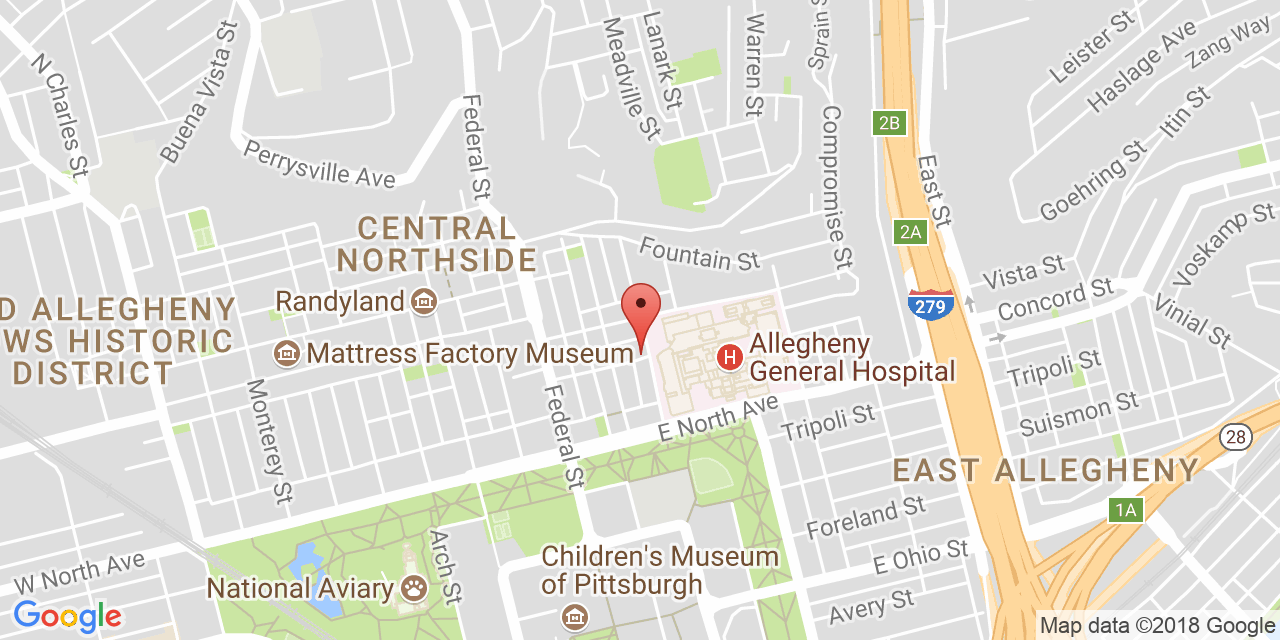 N Charles St
Buena Vista St
Perrysville Ave
Federal St
Meadville St
Lanark St
Warren St
Sprain St
Compromise St
2B
East St
2A
Leister St
Haslage Ave
Zang Way
Itin St
Goehring St
Voskamp St
CENTRAL
NORTHSIDE
Fountain St
Vista St
Concord St
Vinial St
279
Randyland
D ALLEGHENY
WS HISTORIC
DISTRICT
Mattress Factory Museum
H
Allegheny
General Hospital
Tripoli St
Suismon St
Monterey St
Federal St
E North Ave
Tripoli St
28
EAST ALLEGHENY
1A
Foreland St
E Ohio St
Avery St
W North Ave
Arch St
National Aviary
Children's Museum
of Pittsburgh
Google
Map data ©2018 Google